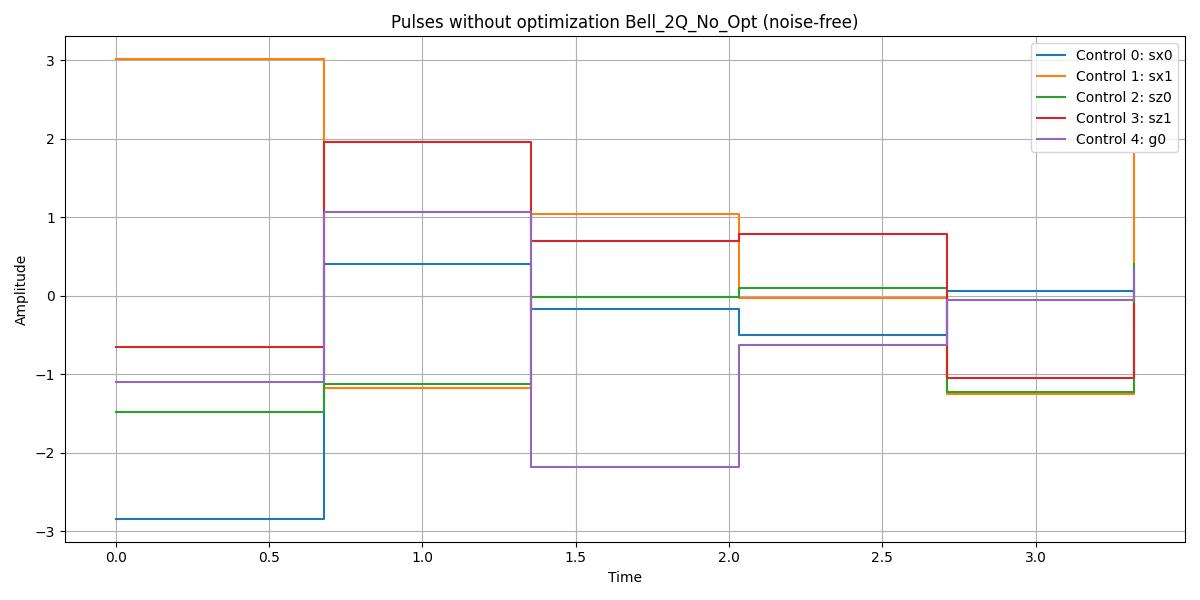 Pulses without optimization Bell_2Q_No_Opt (noise-free)
3
2
1
0
−1
−2
−3
Amplitude
Control 0: sx0
Control 1: sx1
Control 2: sz0
Control 3: sz1
Control 4: g0
0.0 0.5 1.0 1.5 2.0 2.5 3.0
Time